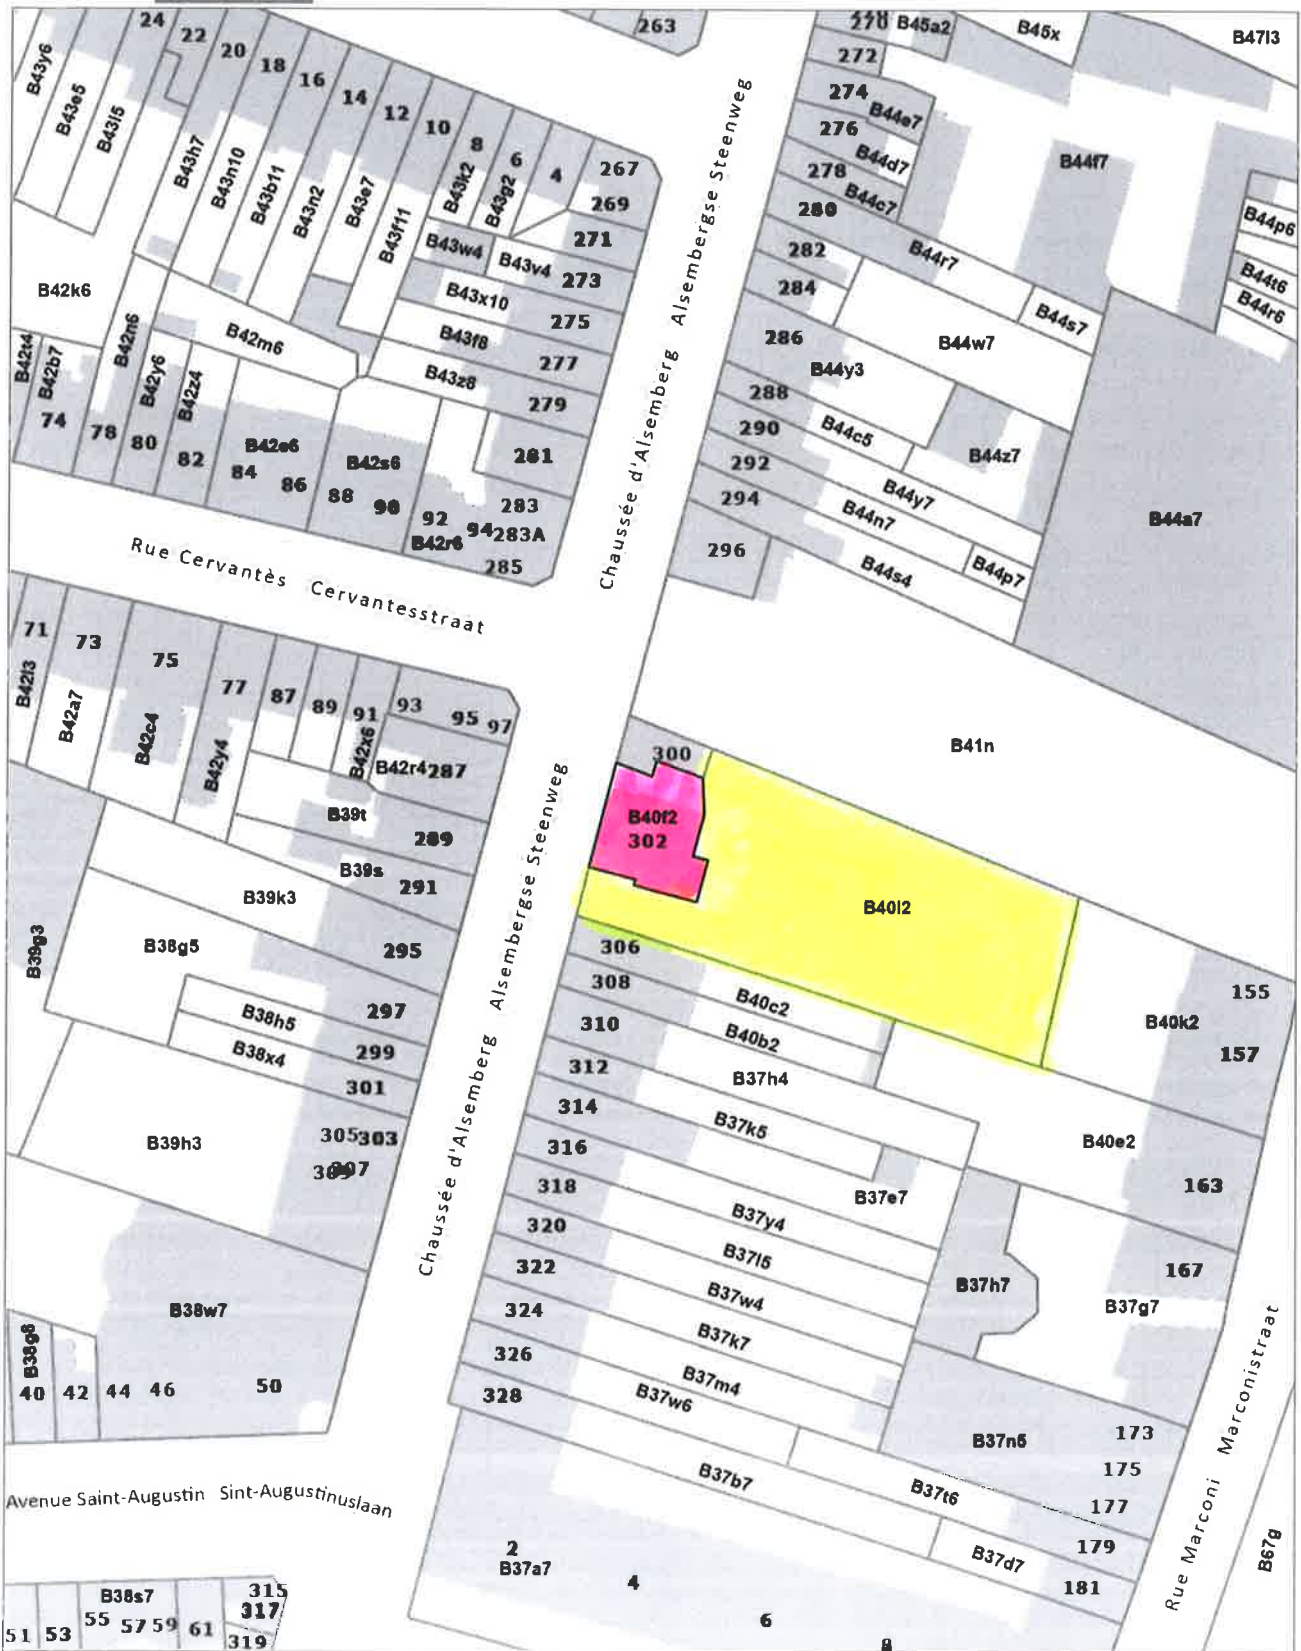 24
22
20
18
16
14
12
10
8
6
4
263
267
269
271
273
275
277
279
281
283
283A
285
B43y6
B43e5
B43l5
B43h7
B43n10
B43b11
B43n2
B43e7
B43f11
B43k2
B43g2
B43w4
B43v4
B43x10
B43f8
B43z8
B42k6
B42t4
B42b7
B42n6
B42y6
B42z4
B42m6
B42e6
B42s6
B42r6
74
78
80
82
84
86
88
90
92
94
Rue Cervantès Cervantesstraat
Chaussée d'Alsemberg Alsembergse Steenweg
270
B45a2
B45x
B47l3
272
274
B44e7
276
B44d7
278
B44c7
280
B44r7
282
284
286
B44y3
B44w7
B44s7
B44f7
B44p6
B44t6
B44r6
288
B44c5
290
B44z7
292
B44y7
294
B44n7
B44p7
296
B44s4
B44a7
B41n
71
73
75
77
87
89
91
93
95
97
B42l3
B42a7
B42c4
B42y4
B42x6
B42r4
287
B39t
289
B39s
291
B39k3
B39g3
B38g5
295
297
B38h5
299
B38x4
301
B39h3
305
303
309
307
B38w7
B38g8
40
42
44
46
50
Chaussée d'Alsemberg Alsembergse Steenweg
300
B40f2
302
B40l2
306
308
B40c2
310
B40b2
312
B37h4
314
B37k5
316
B37e7
318
B37y4
320
B37l5
322
B37w4
324
B37k7
326
B37m4
328
B37w6
B37b7
B37t6
B37d7
B37n5
B37h7
B37g7
B40e2
B40k2
155
157
163
167
173
175
177
179
181
Rue Marconi Marconistraat
B67g
Avenue Saint-Augustin Sint-Augustinuslaan
B38s7
51
53
55
57
59
61
315
317
319
2
B37a7
4
6
8